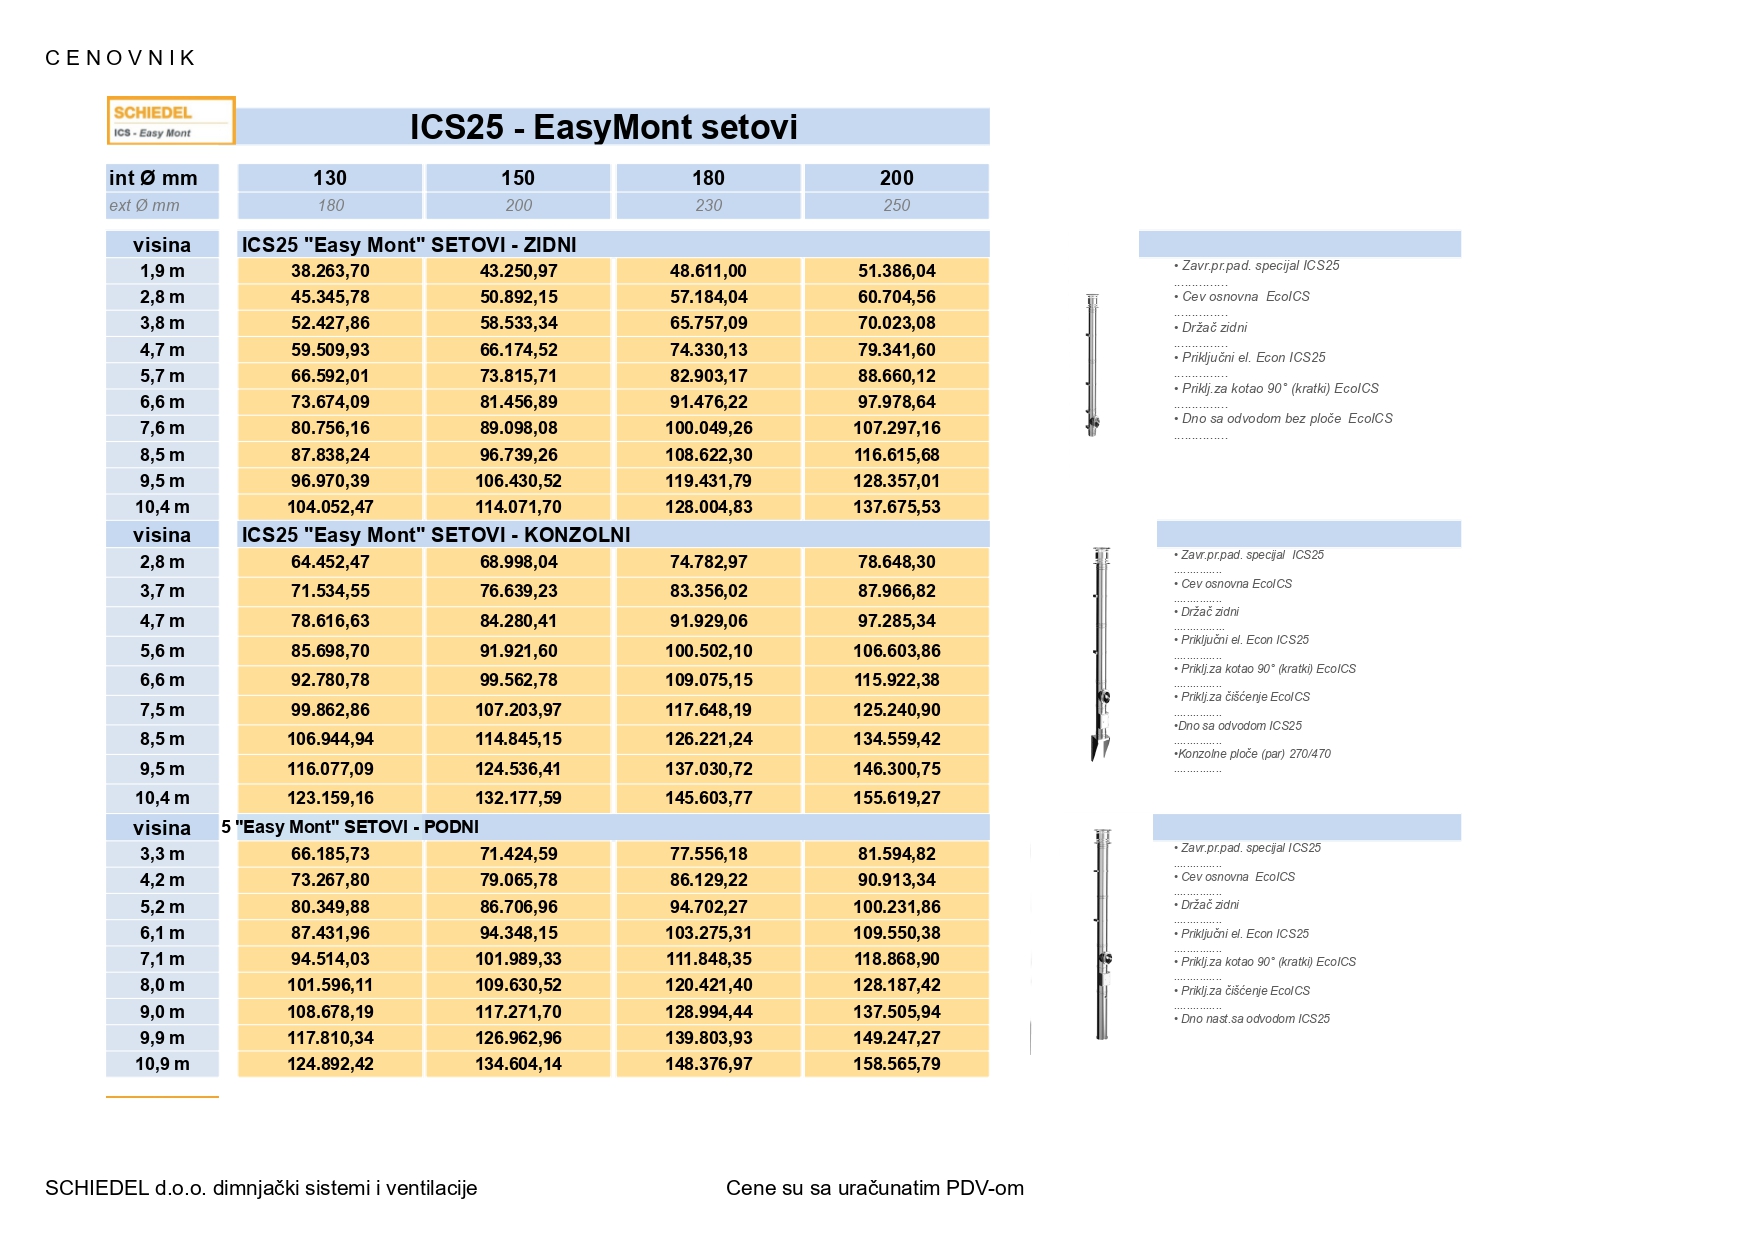 CENOVNIK
SCHIEDEL
ICS - Easy Mont
ICS25 - EasyMont setovi
int Ø mm 130 150 180 200
ext Ø mm 180 200 230 250
visina ICS25 "Easy Mont" SETOVI - ZIDNI
1,9 m 38.263,70 43.250,97 48.611,00 51.386,04
2,8 m 45.345,78 50.892,15 57.184,04 60.704,56
3,8 m 52.427,86 58.533,34 65.757,09 70.023,08
4,7 m 59.509,93 66.174,52 74.330,13 79.341,60
5,7 m 66.592,01 73.815,71 82.903,17 88.660,12
6,6 m 73.674,09 81.456,89 91.476,22 97.978,64
7,6 m 80.756,16 89.098,08 100.049,26 107.297,16
8,5 m 87.838,24 96.739,26 108.622,30 116.615,68
9,5 m 96.970,39 106.430,52 119.431,79 128.357,01
10,4 m 104.052,47 114.071,70 128.004,83 137.675,53
• Zavr.pr.pad. specijal ICS25
...............
• Cev osnovna  EcoICS
...............
• Držač zidni
...............
• Priključni el. Econ ICS25
...............
• Priklj.za kotao 90° (kratki) EcoICS
...............
• Dno sa odvodom bez ploče  EcoICS
...............
visina ICS25 "Easy Mont" SETOVI - KONZOLNI
2,8 m 64.452,47 68.998,04 74.782,97 78.648,30
3,7 m 71.534,55 76.639,23 83.356,02 87.966,82
4,7 m 78.616,63 84.280,41 91.929,06 97.285,34
5,6 m 85.698,70 91.921,60 100.502,10 106.603,86
6,6 m 92.780,78 99.562,78 109.075,15 115.922,38
7,5 m 99.862,86 107.203,97 117.648,19 125.240,90
8,5 m 106.944,94 114.845,15 126.221,24 134.559,42
9,5 m 116.077,09 124.536,41 137.030,72 146.300,75
10,4 m 123.159,16 132.177,59 145.603,77 155.619,27
• Zavr.pr.pad. specijal  ICS25
...............
• Cev osnovna EcoICS
...............
• Držač zidni
................
• Priključni el. Econ ICS25
...............
• Priklj.za kotao 90° (kratki) EcoICS
...............
• Priklj.za čišćenje EcoICS
...............
•Dno sa odvodom ICS25
...............
•Konzolne ploče (par) 270/470
...............
visina 5 "Easy Mont" SETOVI - PODNI
3,3 m 66.185,73 71.424,59 77.556,18 81.594,82
4,2 m 73.267,80 79.065,78 86.129,22 90.913,34
5,2 m 80.349,88 86.706,96 94.702,27 100.231,86
6,1 m 87.431,96 94.348,15 103.275,31 109.550,38
7,1 m 94.514,03 101.989,33 111.848,35 118.868,90
8,0 m 101.596,11 109.630,52 120.421,40 128.187,42
9,0 m 108.678,19 117.271,70 128.994,44 137.505,94
9,9 m 117.810,34 126.962,96 139.803,93 149.247,27
10,9 m 124.892,42 134.604,14 148.376,97 158.565,79
• Zavr.pr.pad. specijal ICS25
...............
• Cev osnovna  EcoICS
...............
• Držač zidni
...............
• Priključni el. Econ ICS25
...............
• Priklj.za kotao 90° (kratki) EcoICS
...............
• Priklj.za čišćenje EcoICS
...............
• Dno nast.sa odvodom ICS25
SCHIEDEL d.o.o. dimnjački sistemi i ventilacije
Cene su sa uračunatim PDV-om